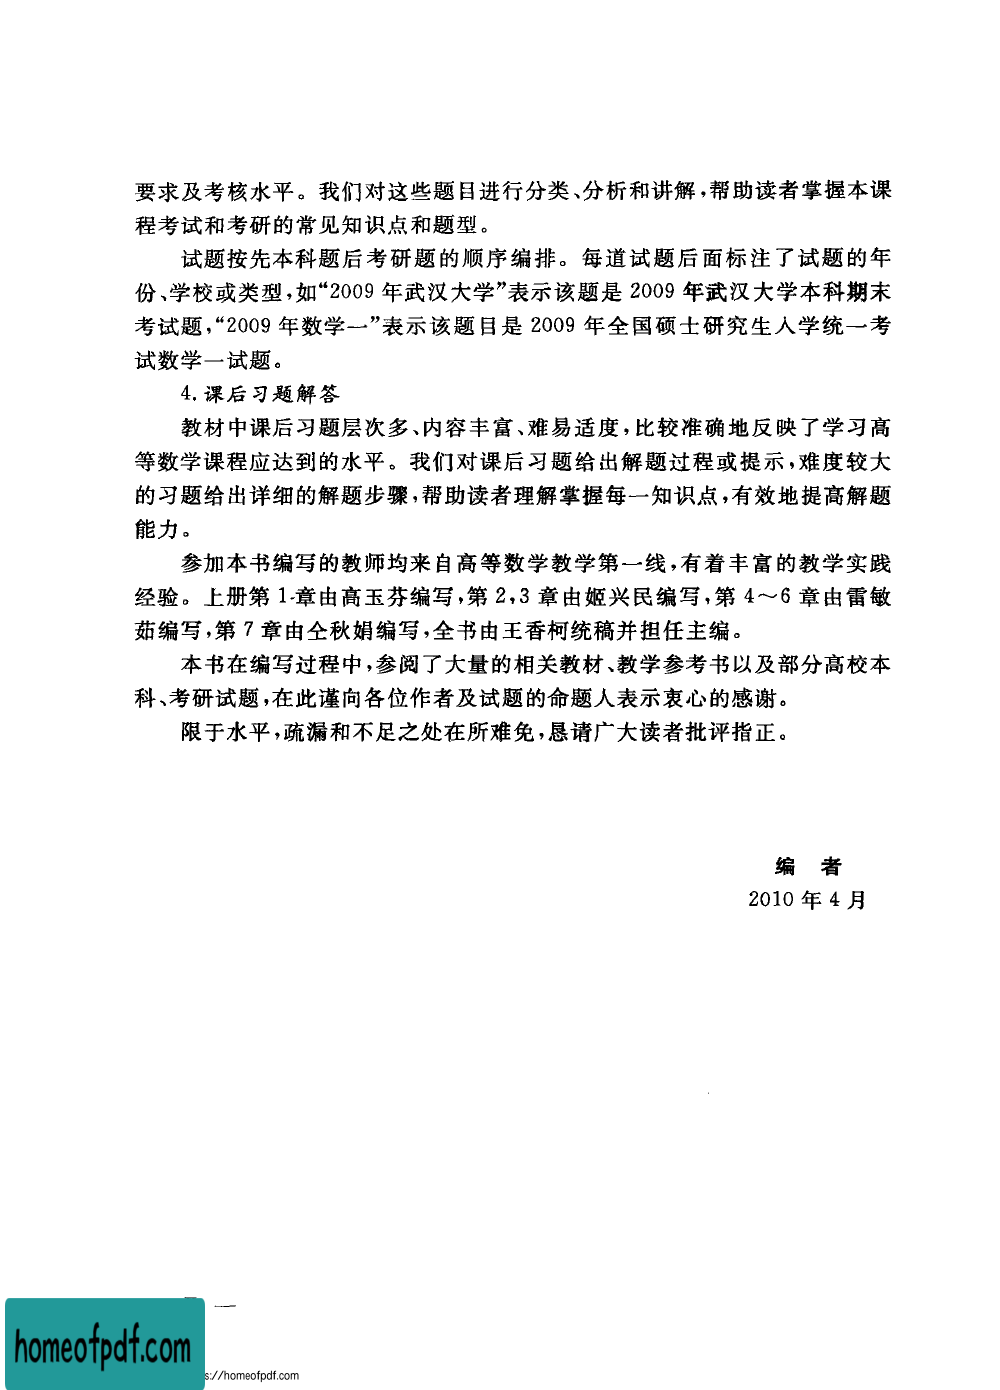 要求及考核水平。我们对这些题目进行分类、分析和讲解,帮助读者掌握本课
程考试和考研的常见知识点和题型。
试题按先本科题后考研题的顺序编排。每道试题后面标注了试题的年
份、学校或类型,如“2009年武汉大学”表示该题是2009年武汉大学本科期末
考试题,“2009年数学一”表示该题目是2009年全国硕士研究生入学统一考
试数学一试题。
4.课后习题解答
教材中课后习题层次多、内容丰富、难易适度,比较准确地反映了学习高
等数学课程应达到的水平。我们对课后习题给出解题过程或提示,难度较大
的习题给出详细的解题步骤,帮助读者理解掌握每一知识点,有效地提高解题
能力。
参加本书编写的教师均来自高等数学教学第一线,有着丰富的教学实践
经验。上册第1章由高玉芬编写,第2,3章由姬兴民编写,第4～6章由雷敏
茹编写,第7章由仝秋娟编写,全书由王香柯统稿并担任主编。
本书在编写过程中,参阅了大量的相关教材、教学参考书以及部分高校本
科、考研试题,在此谨向各位作者及试题的命题人表示衷心的感谢。
限于水平,疏漏和不足之处在所难免,恳请广大读者批评指正。
编 者
2010年4月
homeofpdf.com
s://homeofpdf.com